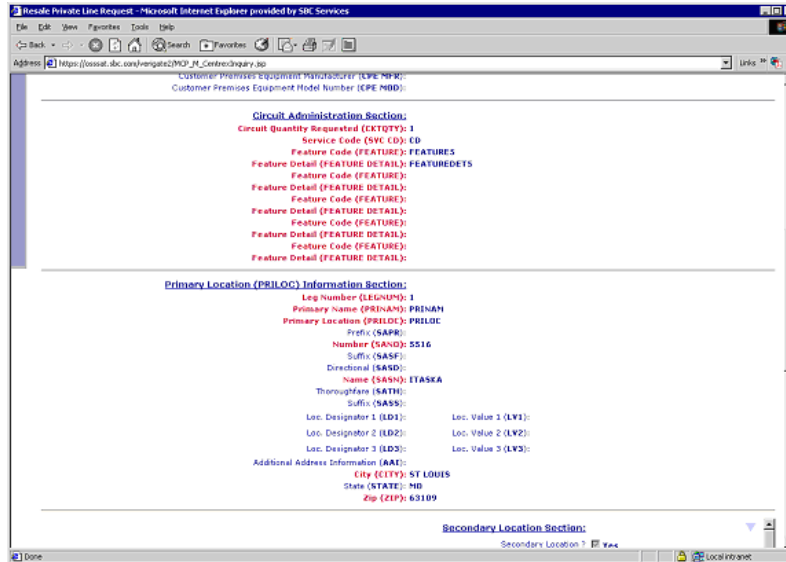 Resale Private Line Request - Microsoft Internet Explorer provided by SBC Services
File Edit View Favorites Tools Help
Back Search Favorites
Address https://osssat.sbc.com/verigate2/MCP_M_CentrexInquiry.jsp Links »
Customer Premises Equipment Manufacturer (CPE MFR):
Customer Premises Equipment Model Number (CPE MOD):
Circuit Administration Section:
Circuit Quantity Requested (CKTQTY): 1
Service Code (SVC CD): CD
Feature Code (FEATURE): FEATURES
Feature Detail (FEATURE DETAIL): FEATUREDETS
Feature Code (FEATURE):
Feature Detail (FEATURE DETAIL):
Feature Code (FEATURE):
Feature Detail (FEATURE DETAIL):
Feature Code (FEATURE):
Feature Detail (FEATURE DETAIL):
Feature Code (FEATURE):
Feature Detail (FEATURE DETAIL):
Primary Location (PRILOC) Information Section:
Leg Number (LEGNUM): 1
Primary Name (PRINAM): PRINAM
Primary Location (PRILOC): PRILOC
Prefix (SAPR):
Number (SANO): 5516
Suffix (SASF):
Directional (SASD):
Name (SASN): ITASKA
Thoroughfare (SATH):
Suffix (SASS):
Loc. Designator 1 (LD1): Loc. Value 1 (LV1):
Loc. Designator 2 (LD2): Loc. Value 2 (LV2):
Loc. Designator 3 (LD3): Loc. Value 3 (LV3):
Additional Address Information (AAI):
City (CITY): ST LOUIS
State (STATE): MO
Zip (ZIP): 63109
Secondary Location Section:
Secondary Location ? Yes
Done Local intranet